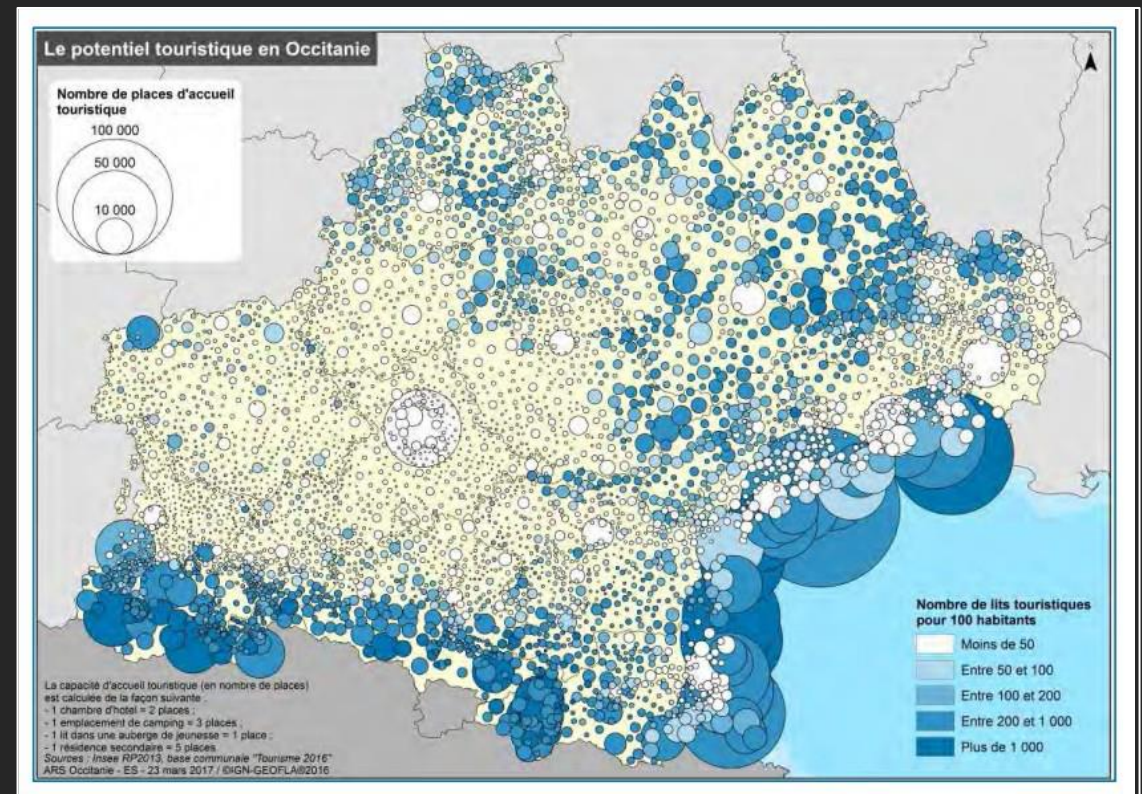 Le potentiel touristique en Occitanie
Nombre de places d'accueil
touristique
100 000
50 000
10 000
N
Nombre de lits touristiques
pour 100 habitants
Moins de 50
Entre 50 et 100
Entre 100 et 200
Entre 200 et 1 000
Plus de 1 000
La capacité d'accueil touristique (en nombre de places)
est calculée de la façon suivante :
- 1 chambre d'hotel = 2 places ;
- 1 emplacement de camping = 3 places ;
- 1 lit dans une auberge de jeunesse = 1 place ;
- 1 résidence secondaire = 5 places
Sources : Insee RP2013, base communale "Tourisme 2016"
ARS Occitanie - ES - 23 mars 2017 / ©IGN-GEOFLA®2016